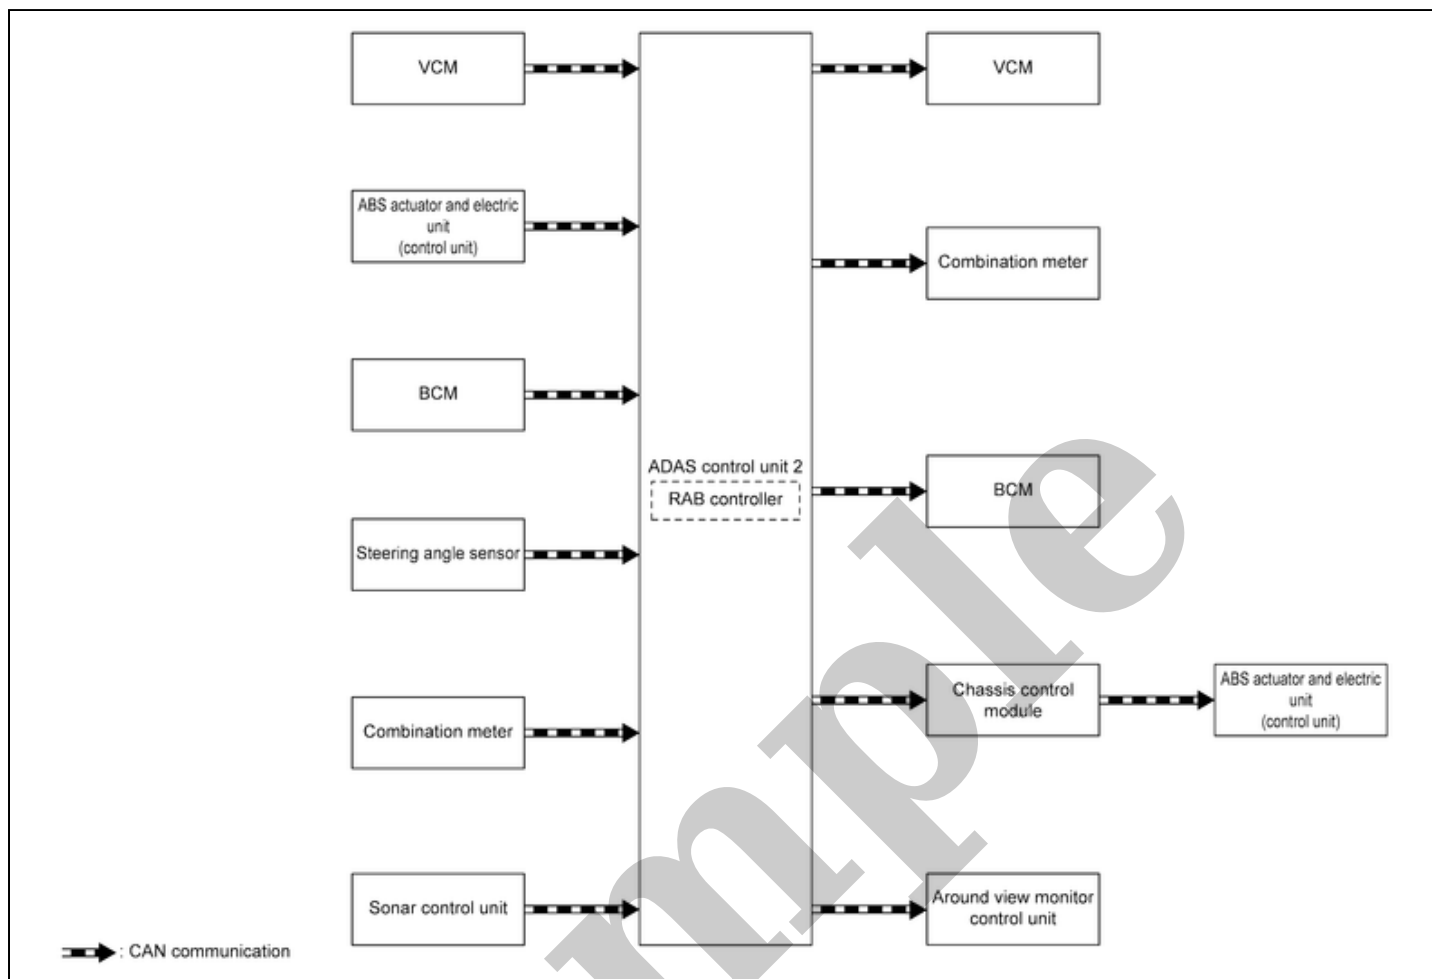 VCM
VCM
ABS actuator and electric
unit
(control unit)
Combination meter
BCM
ADAS control unit 2
RAB controller
BCM
Steering angle sensor
Chassis control
module
ABS actuator and electric
unit
(control unit)
Combination meter
Sonar control unit
Around view monitor
control unit
: CAN communication